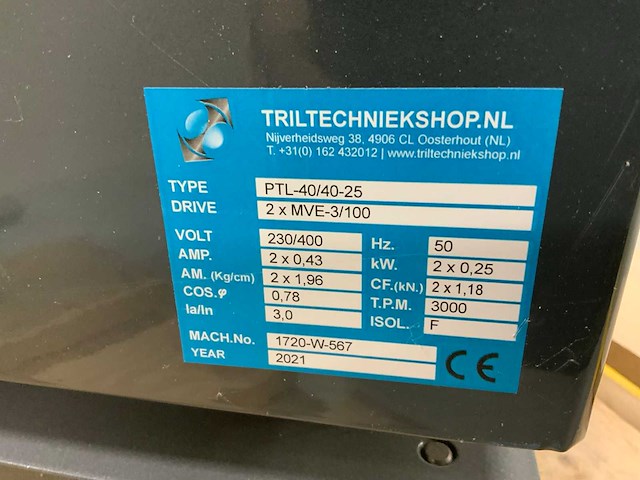 TRILTECHNIEKSHOP.NL
Nijverheidsweg 38, 4906 CL Oosterhout (NL)
T. +31(0) 162 432012 | www.triltechniekshop.nl
TYPE PTL-40/40-25
DRIVE 2 x MVE-3/100
VOLT 230/400 Hz. 50
AMP. 2 x 0,43 kW. 2 x 0,25
AM. (Kg/cm) 2 x 1,96 CF.(kN.) 2 x 1,18
COS.φ 0,78 T.P.M. 3000
Ia/In 3,0 ISOL. F
MACH.No. 1720-W-567
YEAR 2021
CE